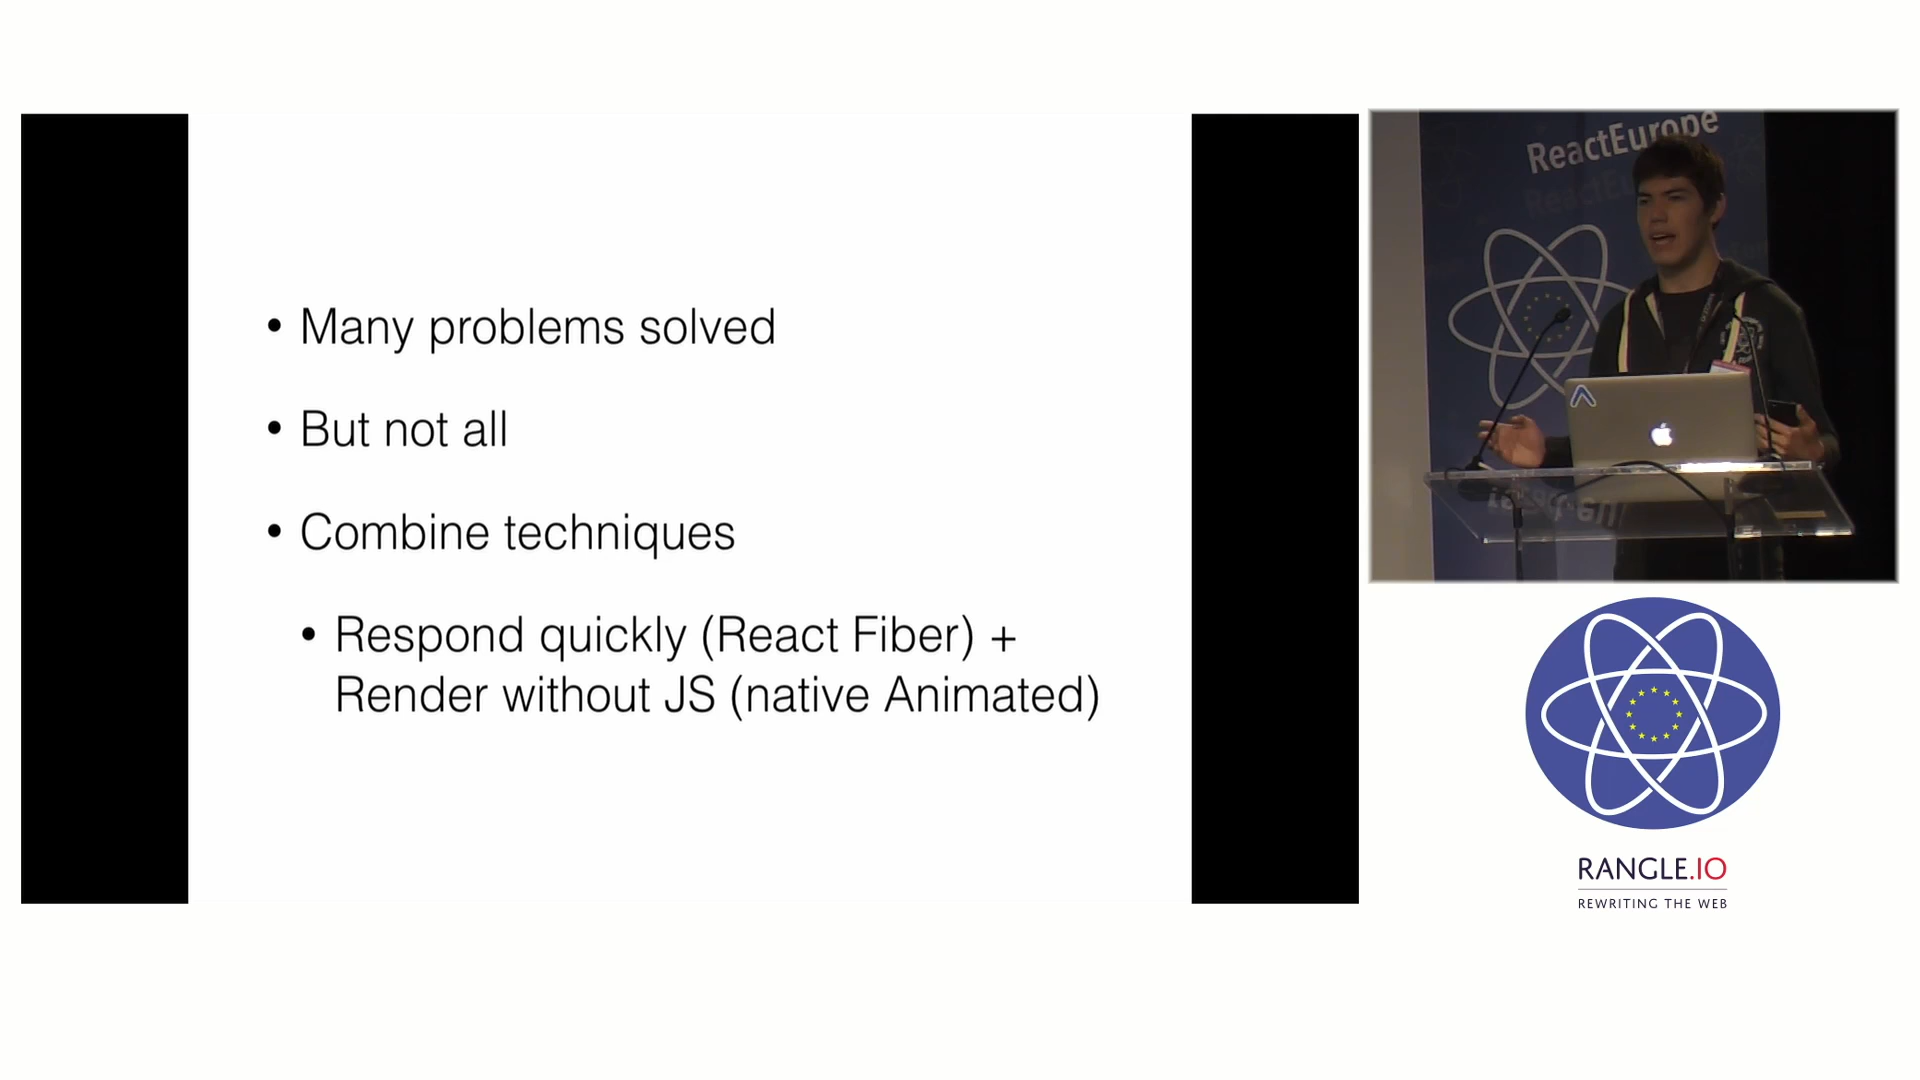 • Many problems solved
• But not all
• Combine techniques
• Respond quickly (React Fiber) +
Render without JS (native Animated)
ReactEurope
RANGLE.IO
REWRITING THE WEB